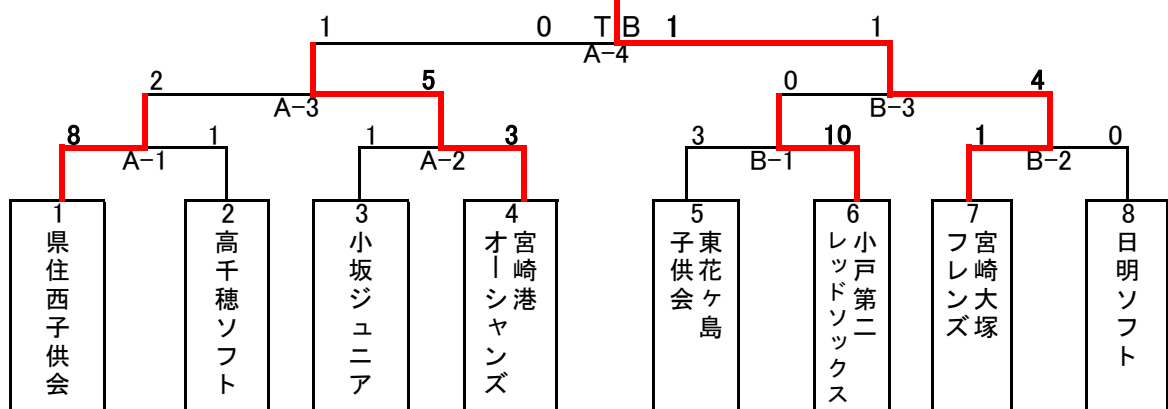 1 0 TB 1 1
A-4
2 5 0 4
A-3 B-3
8 1 1 3 3 10 1 0
A-1 A-2 B-1 B-2
1 2 3 4 5 6 7 8
県住西子供会
高千穂ソフト
小坂ジュニア
宮崎港
オーシャンズ
東花ヶ島
子供会
小戸第二
レッドソックス
宮崎大塚
フレンズ
日明ソフト